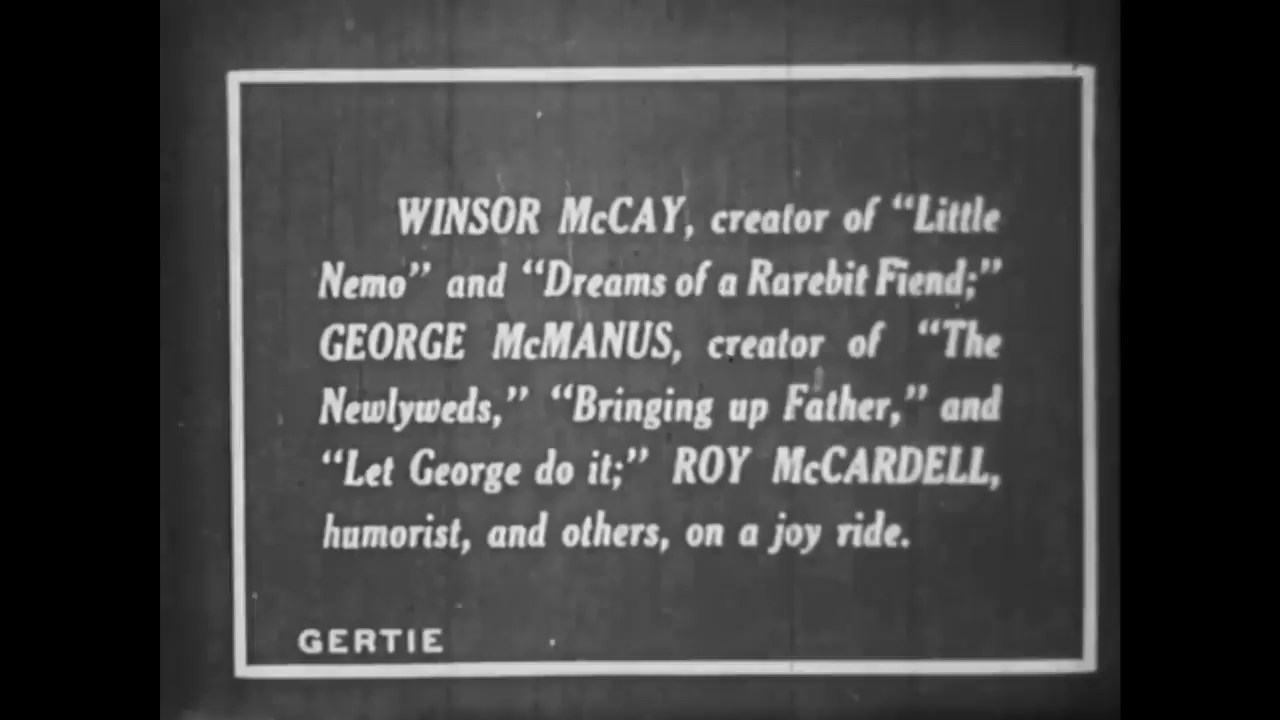 WINSOR McCAY, creator of “Little
Nemo” and “Dreams of a Rarebit Fiend;”
GEORGE McMANUS, creator of “The
Newlyweds,” “Bringing up Father,” and
“Let George do it;” ROY McCARDELL,
humorist, and others, on a joy ride.
GERTIE